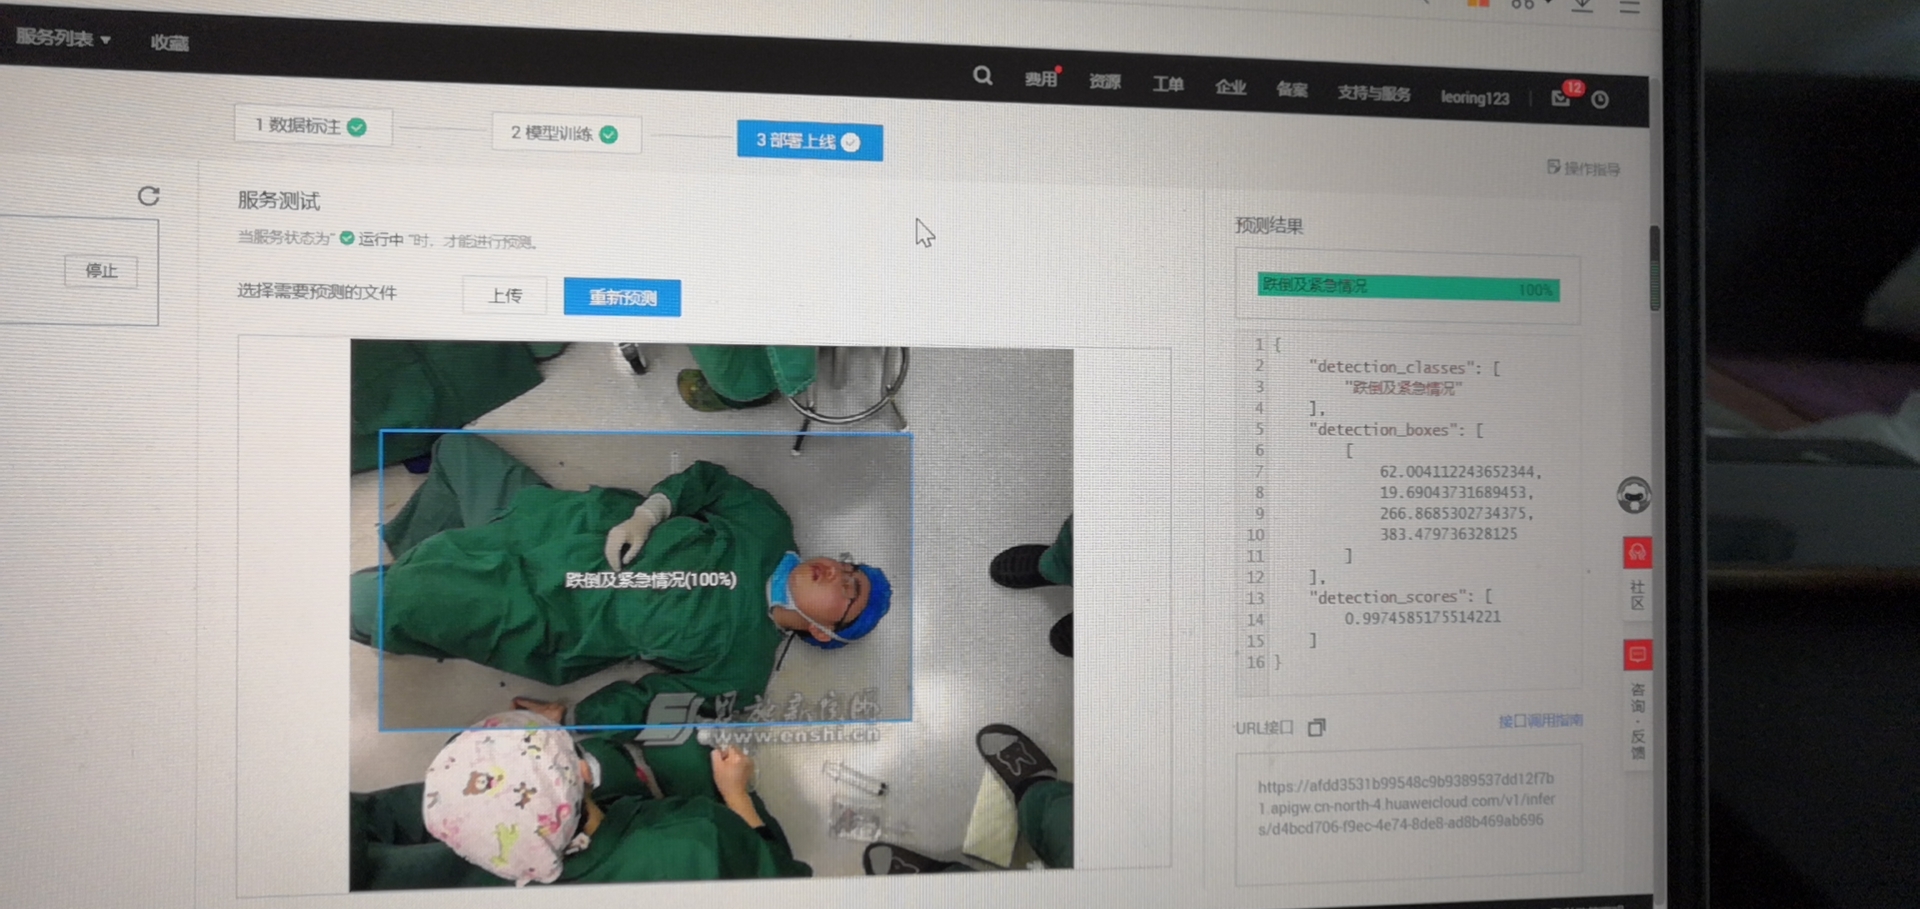 服务列表 收藏
费用 资源 工单 企业 备案 支持与服务 leoring123 12
1 数据标注 2 模型训练 3 部署上线
操作指导
服务测试
当服务状态为“ 运行中 ”时，才能进行预测。
停止
选择需要预测的文件 上传 重新预测
跌倒及紧急情况(100%)
恩施新闻网
www.enshi.cn
预测结果
跌倒及紧急情况 100%
1 {
2 "detection_classes": [
3 "跌倒及紧急情况"
4 ],
5 "detection_boxes": [
6 [
7 62.004112243652344,
8 19.69043731689453,
9 266.8685302734375,
10 383.479736328125
11 ]
12 ],
13 "detection_scores": [
14 0.9974585175514221
15 ]
16 }
URL接口 接口调用指南
https://afdd3531b99548c9b9389537dd12f7b
1.apigw.cn-north-4.huaweicloud.com/v1/infer
s/d4bcd706-f9ec-4e74-8de8-ad8b469ab696
社区
咨询·反馈